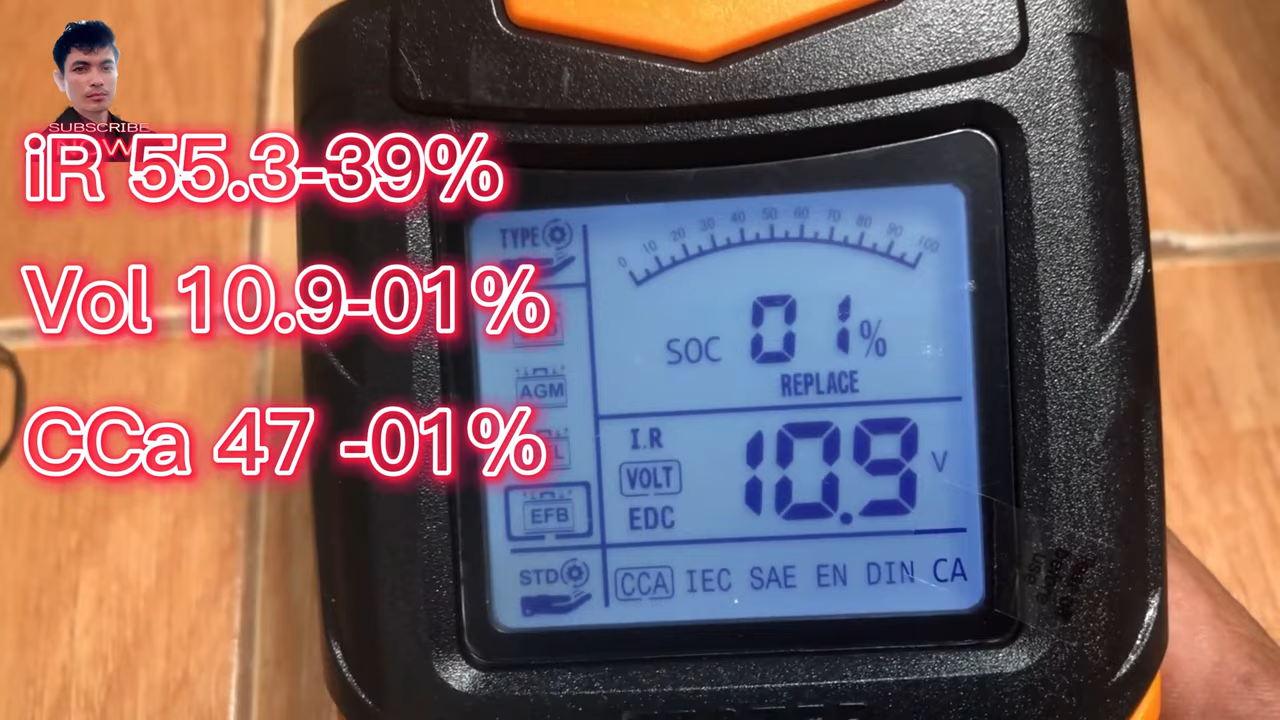 SUBSCRIBE
NOW
iR 55.3-39%
Vol 10.9-01%
CCa 47 -01%
TYPE
0 10 20 30 40 50 60 70 80 90 100
SOC 01%
REPLACE
AGM
EFB
STD
I.R
VOLT
EDC
10.9 V
CCA IEC SAE EN DIN CA